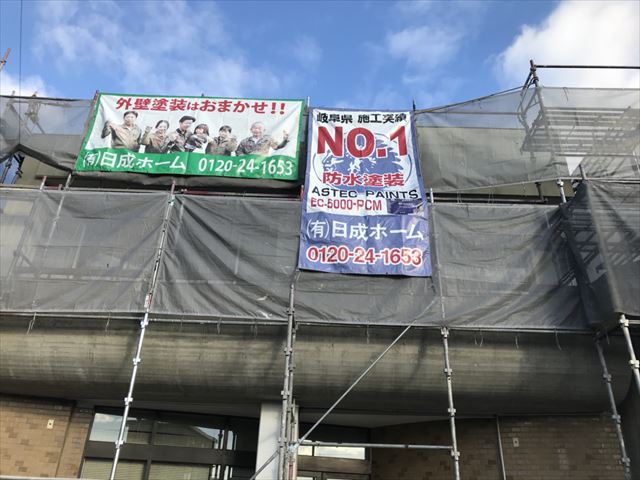 外壁塗装はおまかせ!!
(有)日成ホーム 0120-24-1653
岐阜県 施工実績
NO.1
防水塗装
ASTEC PAINTS
EC-5000-PCM
(有)日成ホーム
0120-24-1653